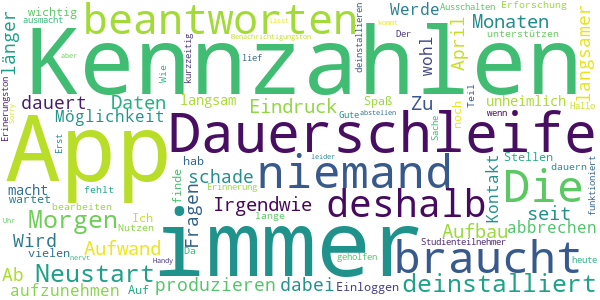 wichtig
beantworten
Werde
Ausschalten
Erforschung
ausmacht
Wie
Benachrichtigungston
lässt
kommt
deinstallieren
Der
Monaten
unterstützen
länger
aber
kurzzeitig
lief
wohl
April
langsamer
Kennzahlen
Erinerungston
dauert
Daten
langsam
Eindruck
Spaß
Zu
noch
unheimlich
Hallo
Möglichkeit
Gute
abstellen
Sache
Teil
wenn
App
Dauerschleife
Erst
hab
leider
niemand
Kontakt
Stellen
dauern
funktioniert
macht
wartet
bearbeiten
fehlt
finde
schade
Erinnerung
Die
Irgendwie
deshalb
seit
Morgen
Ich
Nutzen
Fragen
lange
immer
Aufbau
abbrechen
Uhr
Wird
vielen
Aufwand
Da
geholfen
Studienteilnehmer
braucht
heute
nervt
Handy
Ab
Neustart
produzieren
dabei
Einloggen
deinstalliert
aufzunehmen
Auf